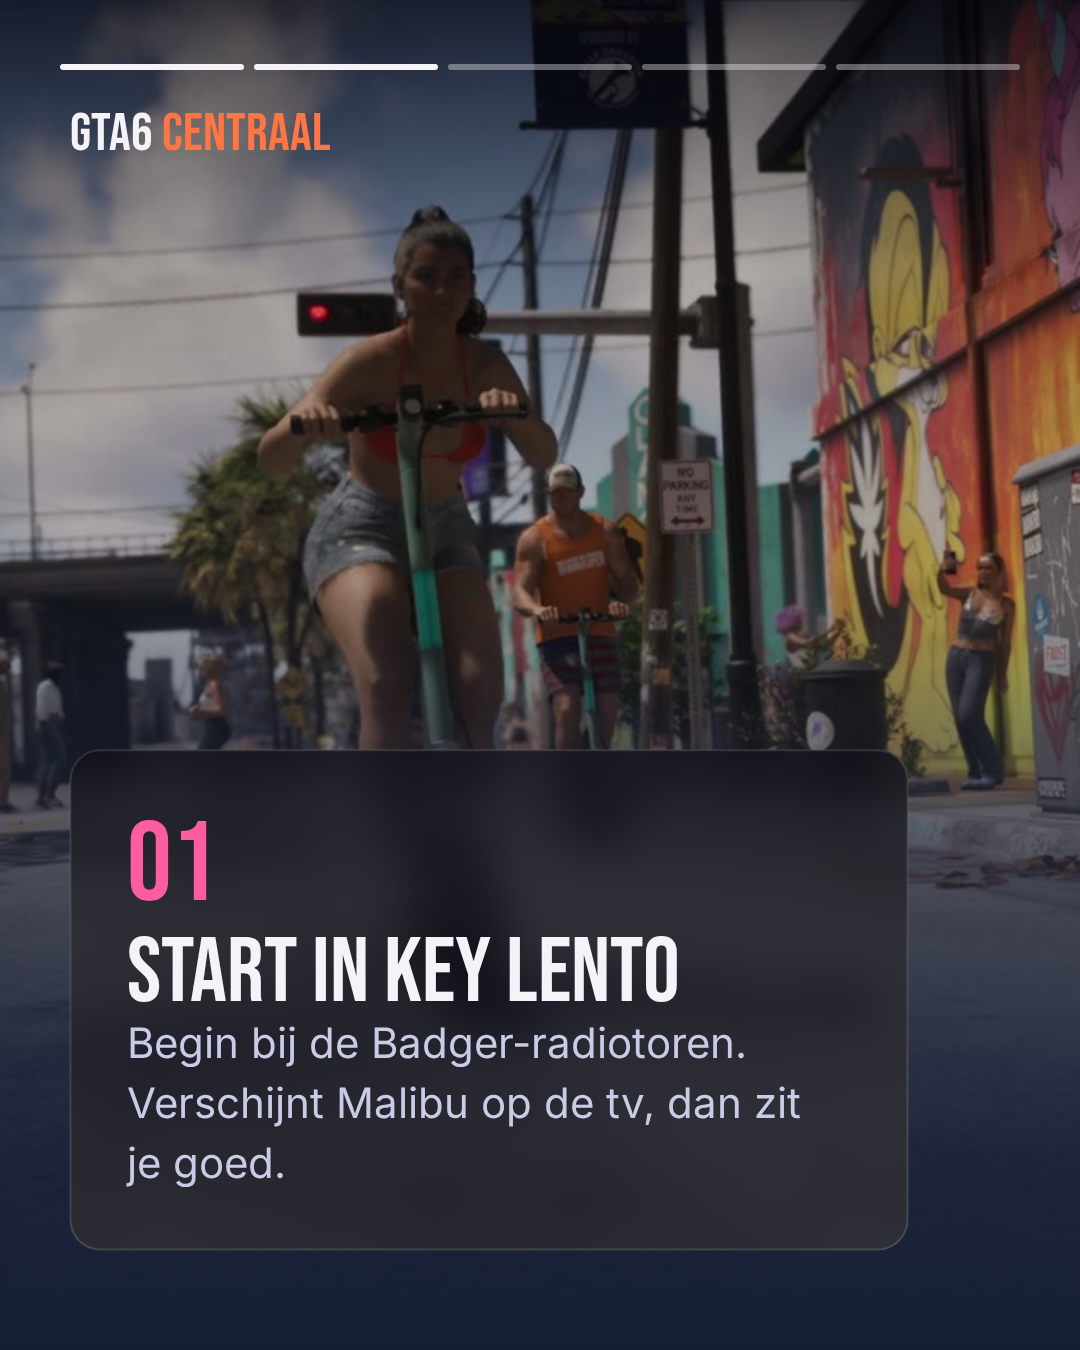 GTA6 CENTRAAL
NO
PARKING
ANY
TIME
FROST
01
START IN KEY LENTO
Begin bij de Badger-radiotoren.
Verschijnt Malibu op de tv, dan zit
je goed.